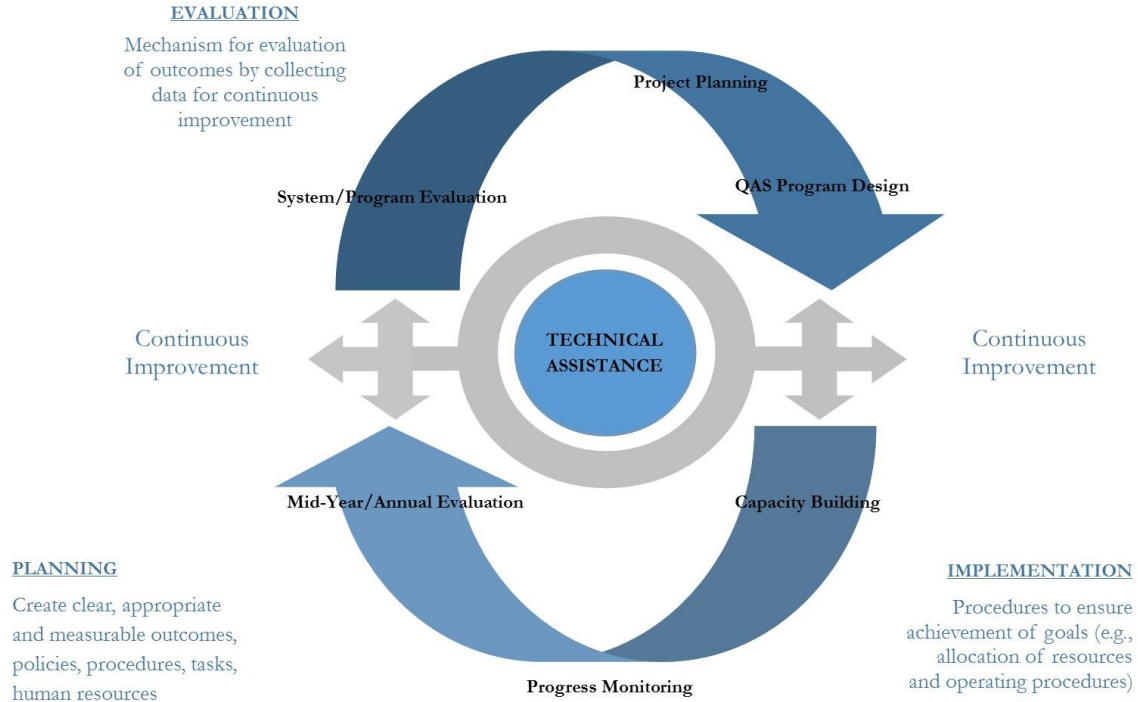 EVALUATION
Mechanism for evaluation
of outcomes by collecting
data for continuous
improvement
Project Planning
System/Program Evaluation
QAS Program Design
Continuous
Improvement
TECHNICAL
ASSISTANCE
Continuous
Improvement
Mid-Year/Annual Evaluation
Capacity Building
PLANNING
Create clear, appropriate
and measurable outcomes,
policies, procedures, tasks,
human resources
IMPLEMENTATION
Procedures to ensure
achievement of goals (e.g.,
allocation of resources
and operating procedures)
Progress Monitoring